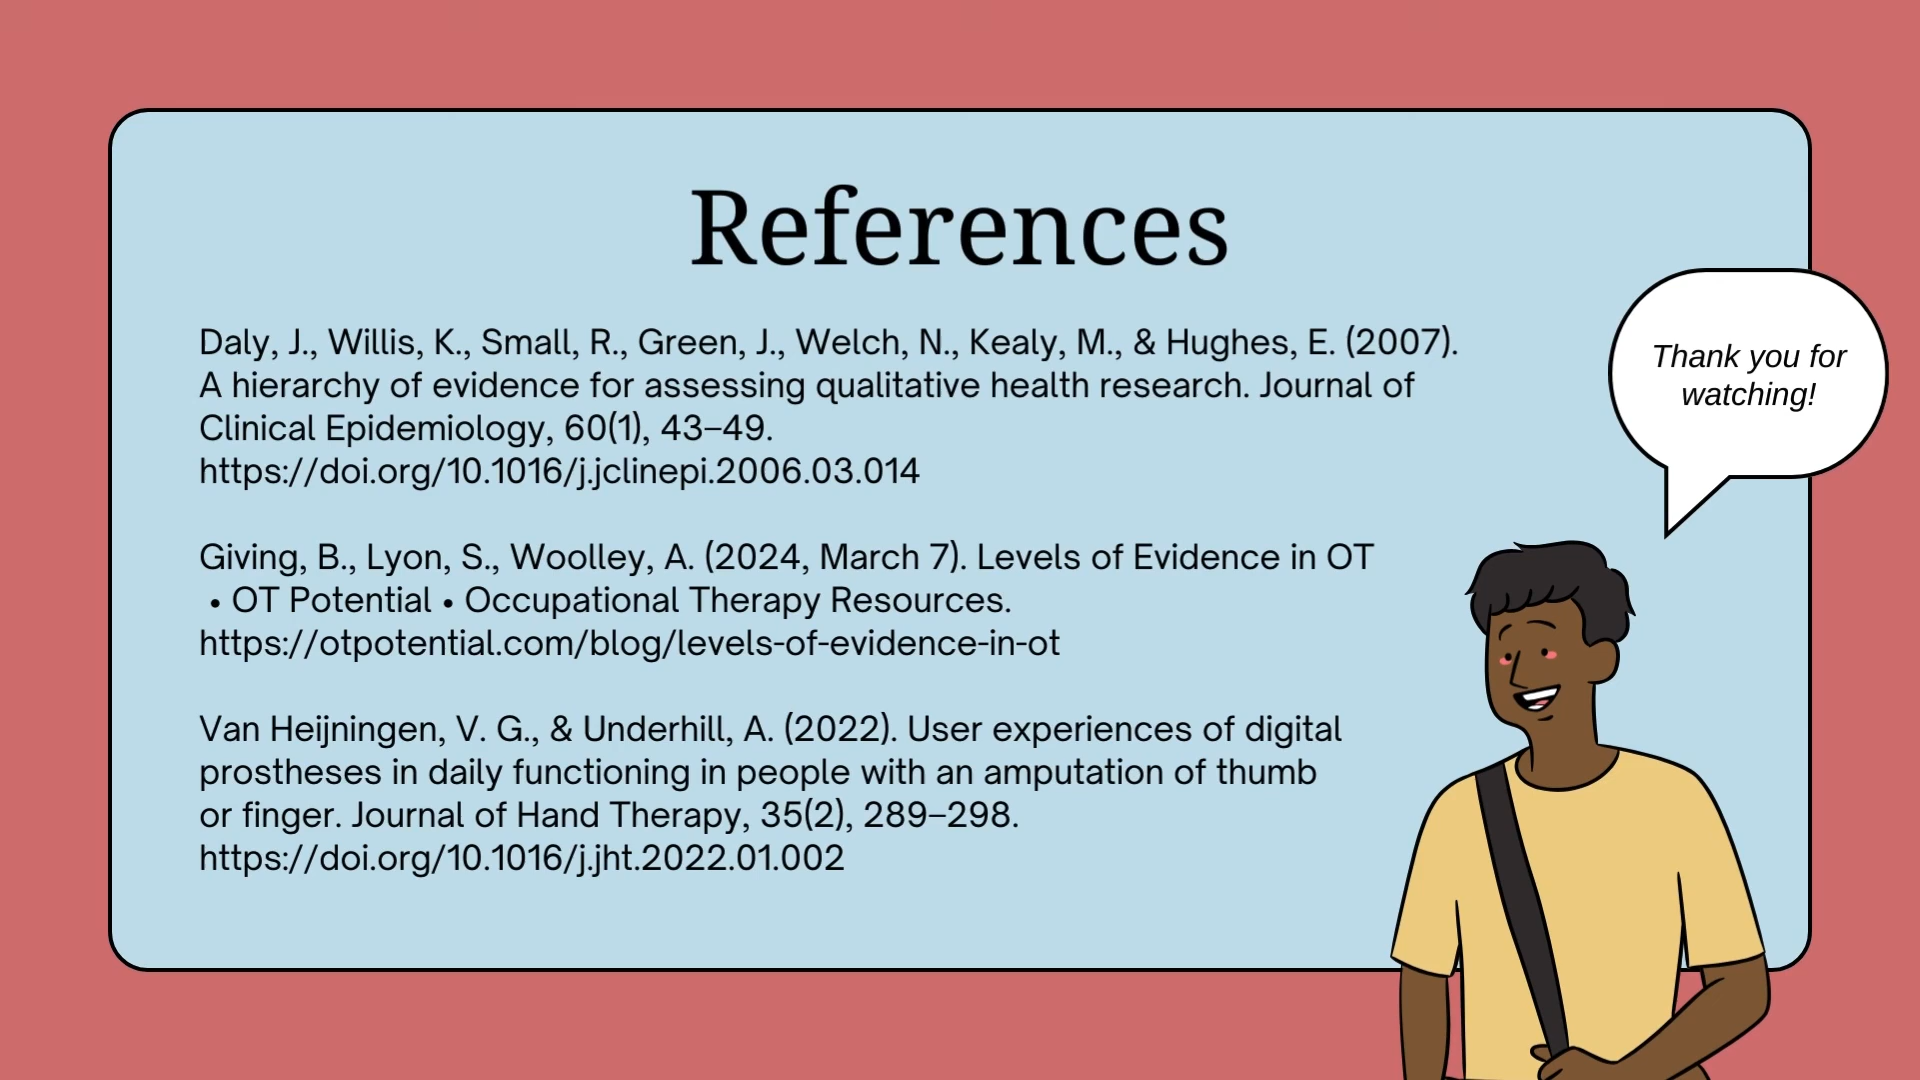 References
Daly, J., Willis, K., Small, R., Green, J., Welch, N., Kealy, M., & Hughes, E. (2007).
A hierarchy of evidence for assessing qualitative health research. Journal of
Clinical Epidemiology, 60(1), 43–49.
https://doi.org/10.1016/j.jclinepi.2006.03.014
Giving, B., Lyon, S., Woolley, A. (2024, March 7). Levels of Evidence in OT
• OT Potential • Occupational Therapy Resources.
https://otpotential.com/blog/levels-of-evidence-in-ot
Van Heijningen, V. G., & Underhill, A. (2022). User experiences of digital
prostheses in daily functioning in people with an amputation of thumb
or finger. Journal of Hand Therapy, 35(2), 289–298.
https://doi.org/10.1016/j.jht.2022.01.002
Thank you for
watching!